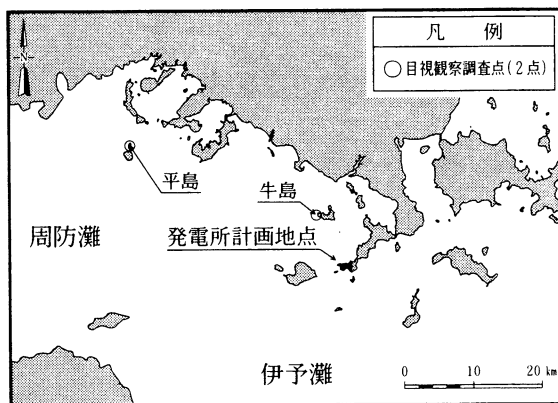 凡 例
○目視観察調査点(2点)
N
平島
牛島
周防灘
発電所計画地点
伊予灘
0 10 20 km